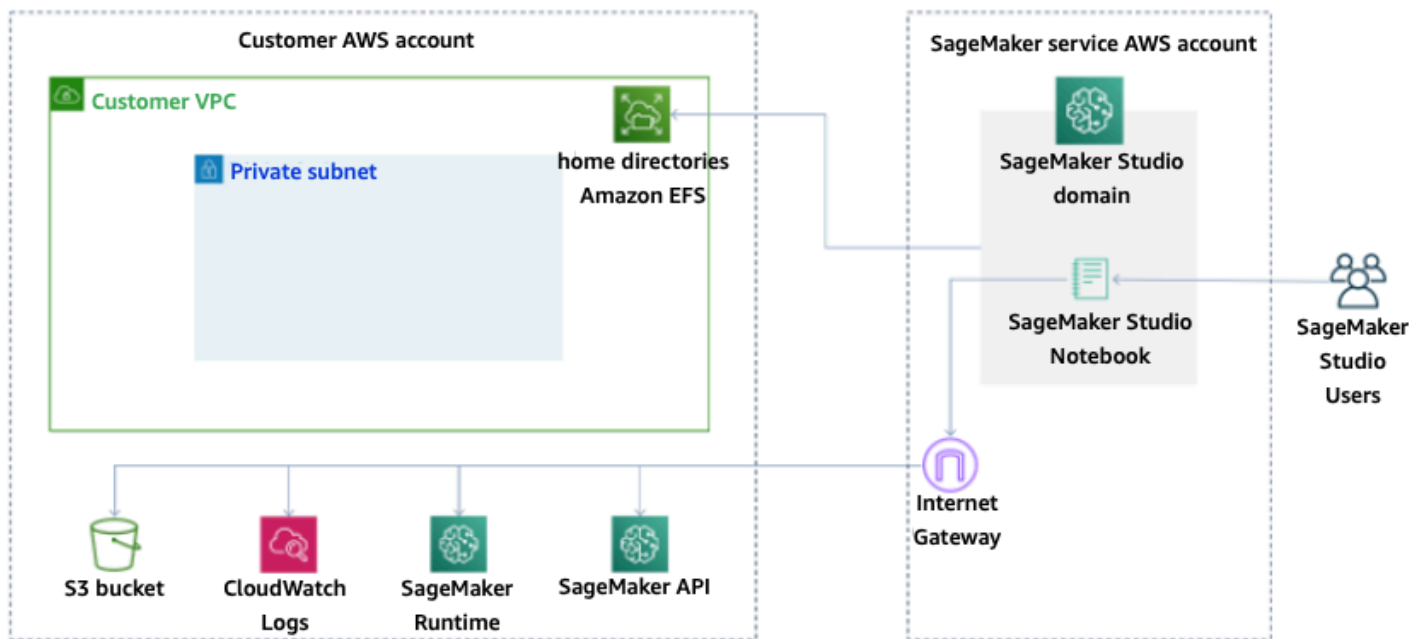 Customer AWS account
Customer VPC
Private subnet
home directories
Amazon EFS
S3 bucket
CloudWatch
Logs
SageMaker
Runtime
SageMaker API
SageMaker service AWS account
SageMaker Studio
domain
SageMaker Studio
Notebook
Internet
Gateway
SageMaker
Studio
Users